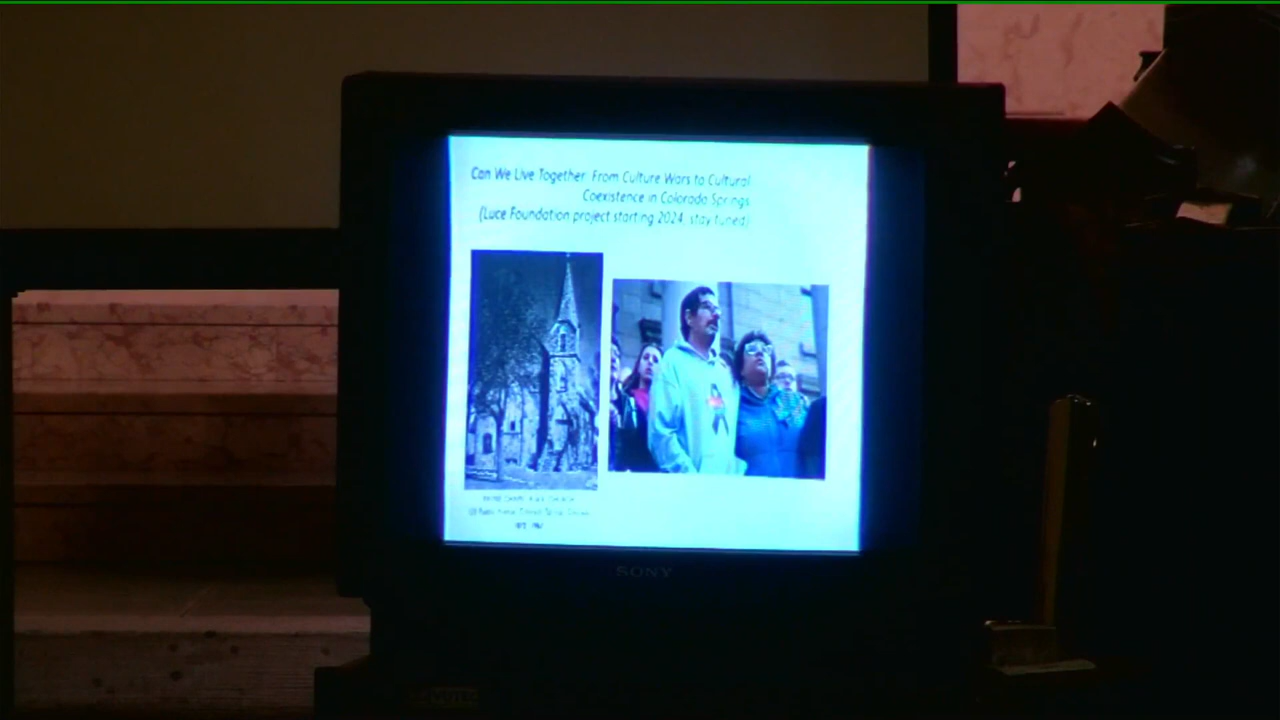 Can We Live Together: From Culture Wars to Cultural
Coexistence in Colorado Springs
(Luce Foundation project starting 2024, stay tuned)
SONY